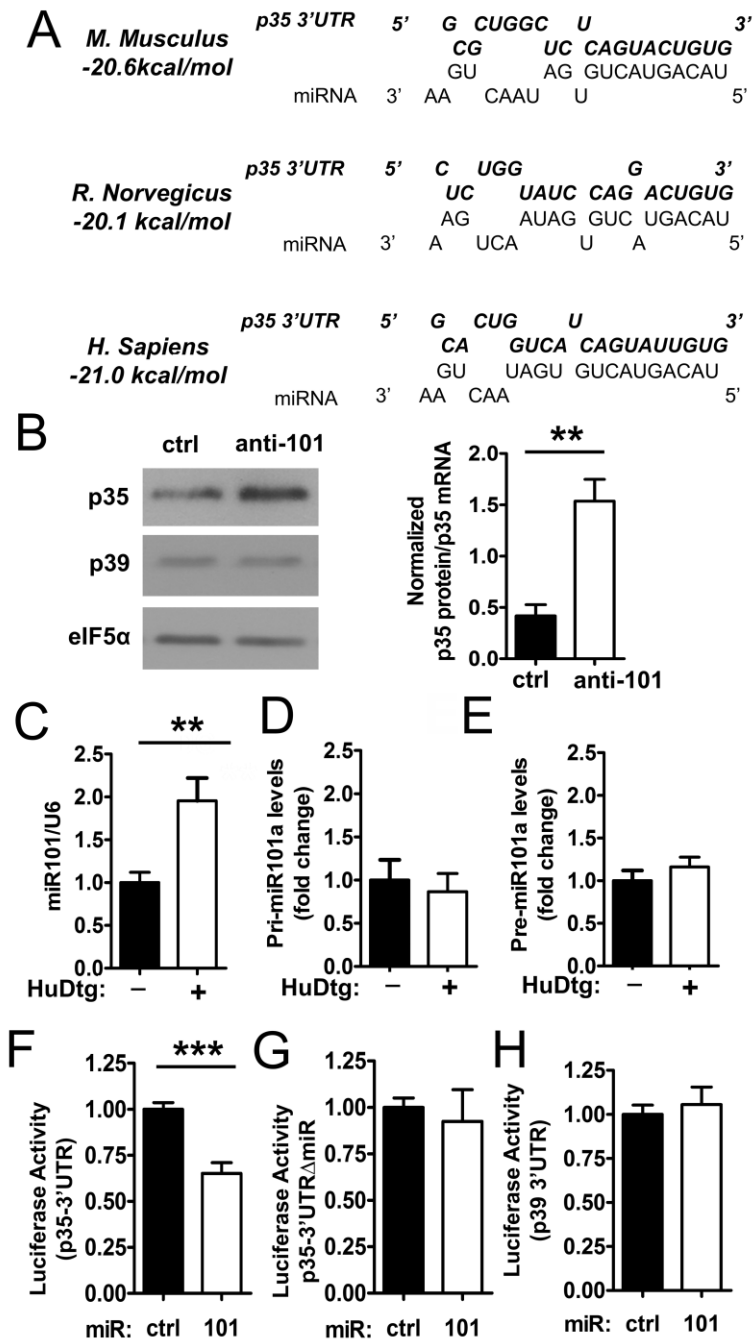 A
p35 3'UTR 5' G CUGGC U 3'
M. Musculus CG UC CAGUACUGUG
-20.6kcal/mol GU AG GUCAUGACAU
miRNA 3' AA CAAU U 5'
p35 3'UTR 5' C UGG G 3'
R. Norvegicus UC UAUC CAG ACUGUG
-20.1 kcal/mol AG AUAG GUC UGACAU
miRNA 3' A UCA U A 5'
p35 3'UTR 5' G CUG U 3'
H. Sapiens CA GUCA CAGUAUUGUG
-21.0 kcal/mol GU UAGU GUCAUGACAU
miRNA 3' AA CAA 5'
B
ctrl anti-101
p35
p39
eIF5α
Normalized
p35 protein/p35 mRNA
2.0
1.5
1.0
0.5
0.0
**
ctrl anti-101
C
miR101/U6
2.5
2.0
1.5
1.0
0.5
0.0
**
HuDtg: – +
D
Pri-miR101a levels
(fold change)
2.5
2.0
1.5
1.0
0.5
0.0
HuDtg: – +
E
Pre-miR101a levels
(fold change)
2.5
2.0
1.5
1.0
0.5
0.0
HuDtg: – +
F
Luciferase Activity
(p35-3'UTR)
1.25
1.00
0.75
0.50
0.25
0.00
***
miR: ctrl 101
G
Luciferase Activity
p35-3'UTRΔmiR
1.25
1.00
0.75
0.50
0.25
0.00
miR: ctrl 101
H
Luciferase Activity
(p39 3'UTR)
1.25
1.00
0.75
0.50
0.25
0.00
miR: ctrl 101